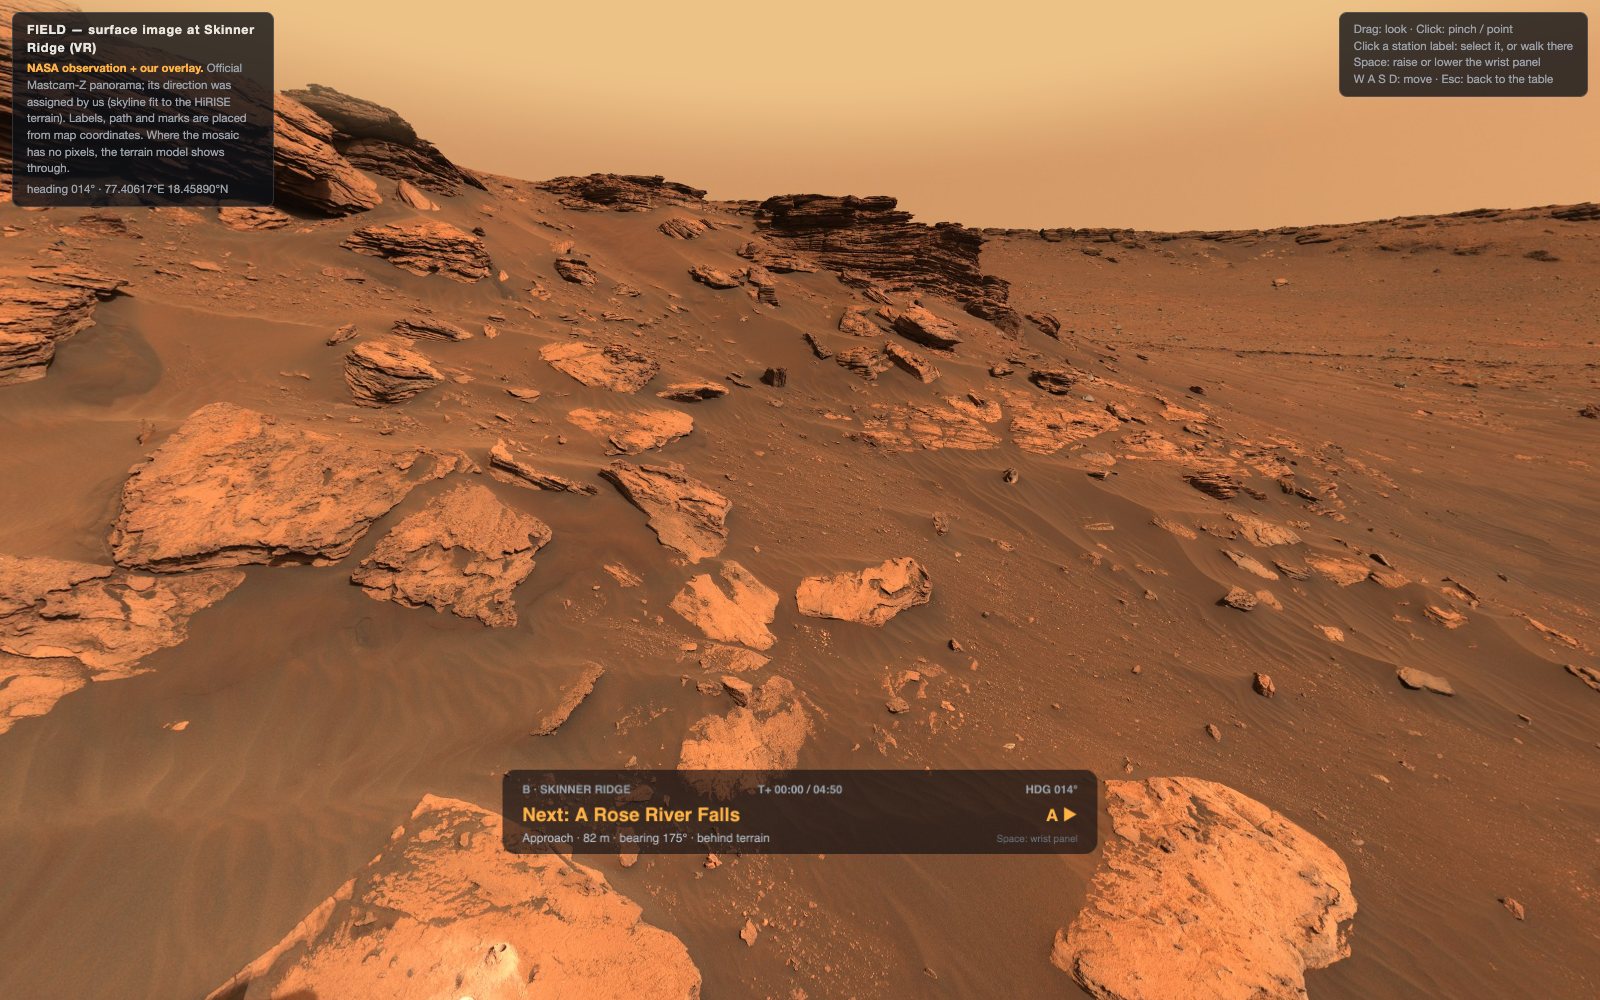 FIELD — surface image at Skinner
Ridge (VR)
NASA observation + our overlay. Official
Mastcam-Z panorama; its direction was
assigned by us (skyline fit to the HiRISE
terrain). Labels, path and marks are placed
from map coordinates. Where the mosaic
has no pixels, the terrain model shows
through.
heading 014° · 77.40617°E 18.45890°N
Drag: look · Click: pinch / point
Click a station label: select it, or walk there
Space: raise or lower the wrist panel
W A S D: move · Esc: back to the table
B · SKINNER RIDGE T+ 00:00 / 04:50 HDG 014°
Next: A Rose River Falls A ▶
Approach · 82 m · bearing 175° · behind terrain Space: wrist panel